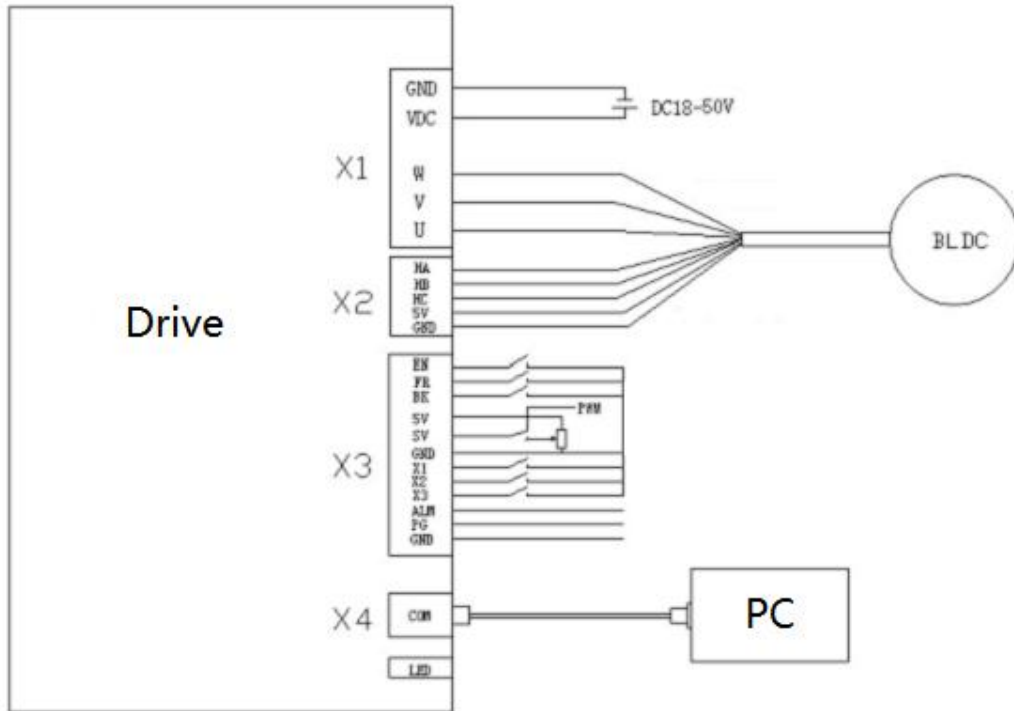 GND
VDC
DC18-50V
X1
W
V
U
BLDC
HA
HB
HC
5V
GND
X2
Drive
EN
FR
BK
5V
PWM
SV
GND
X1
X2
X3
ALM
PG
GND
X3
COM
X4
PC
LED